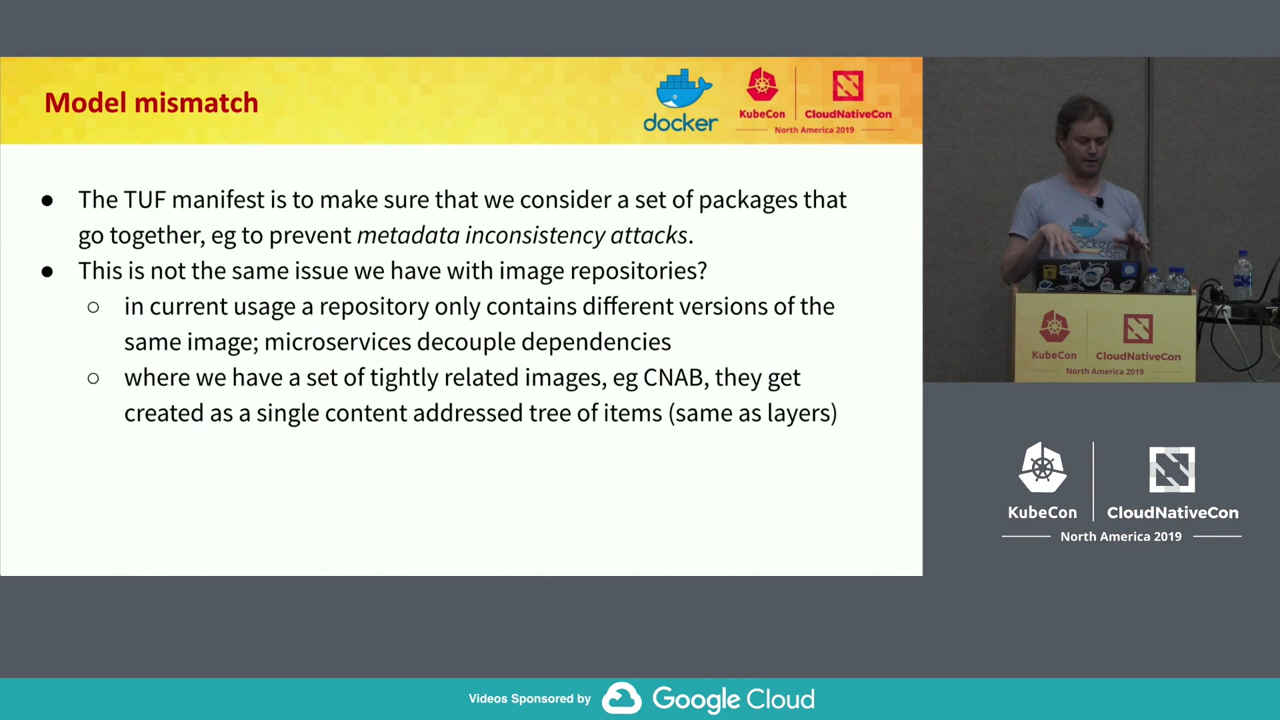 Model mismatch
docker
KubeCon
CloudNativeCon
North America 2019
● The TUF manifest is to make sure that we consider a set of packages that
go together, eg to prevent metadata inconsistency attacks.
● This is not the same issue we have with image repositories?
○ in current usage a repository only contains different versions of the
same image; microservices decouple dependencies
○ where we have a set of tightly related images, eg CNAB, they get
created as a single content addressed tree of items (same as layers)
docker
con
KubeCon
CloudNativeCon
North America 2019
KubeCon
CloudNativeCon
North America 2019
Videos Sponsored by
Google Cloud